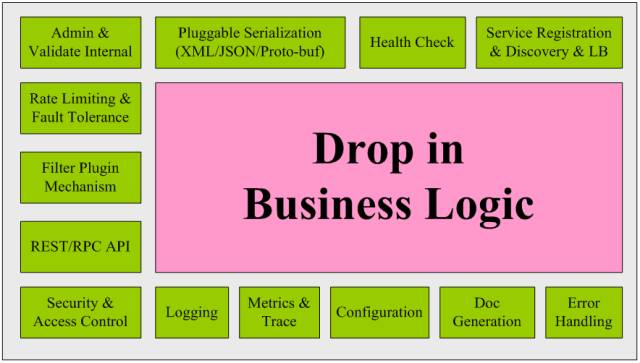 Admin &
Validate Internal
Pluggable Serialization
(XML/JSON/Proto-buf)
Health Check
Service Registration
& Discovery & LB
Rate Limiting &
Fault Tolerance
Drop in
Business Logic
Filter Plugin
Mechanism
REST/RPC API
Security &
Access Control
Logging
Metrics &
Trace
Configuration
Doc
Generation
Error
Handling